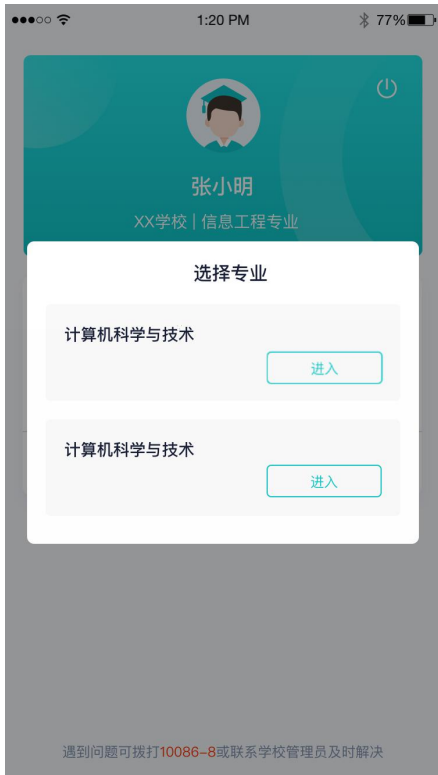 1:20 PM 77%
张小明
XX学校 | 信息工程专业
选择专业
计算机科学与技术
进入
计算机科学与技术
进入
遇到问题可拨打10086-8或联系学校管理员及时解决